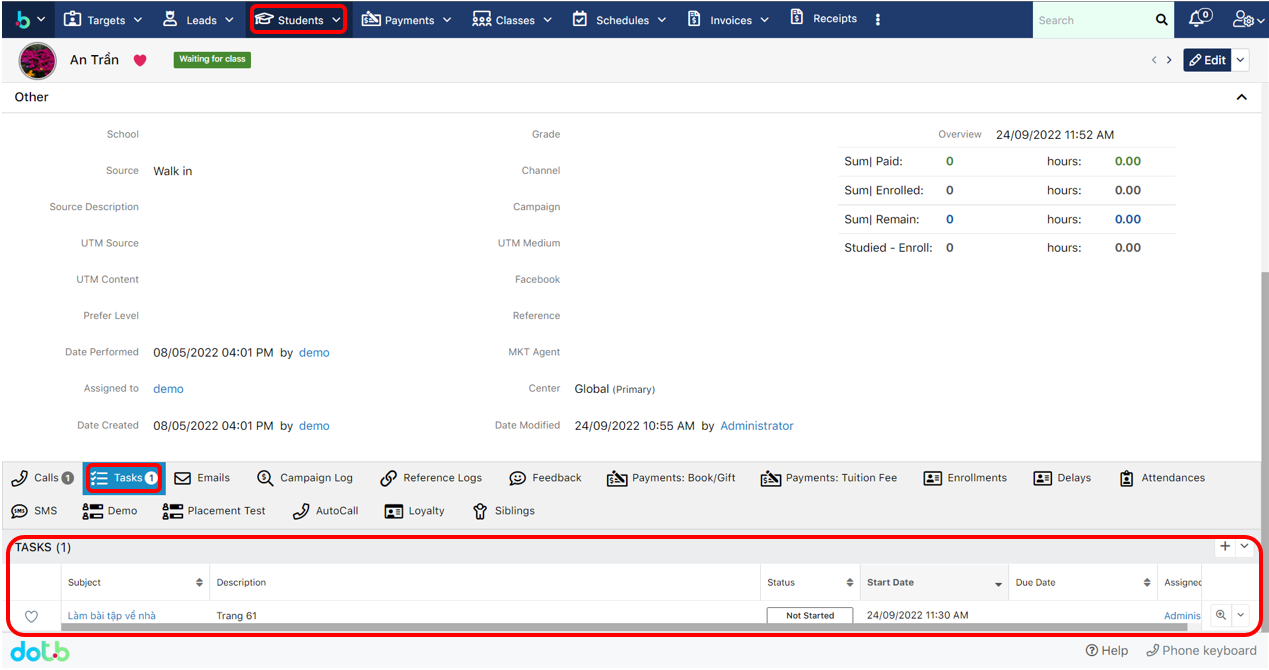 Targets Leads Students Payments Classes Schedules Invoices Receipts Search 0
An Trần Waiting for class Edit
Other
School Grade Overview 24/09/2022 11:52 AM
Sum| Paid: 0 hours: 0.00
Source Walk in Channel
Sum| Enrolled: 0 hours: 0.00
Source Description Campaign
Sum| Remain: 0 hours: 0.00
UTM Source UTM Medium
Studied - Enroll: 0 hours: 0.00
UTM Content Facebook
Prefer Level Reference
Date Performed 08/05/2022 04:01 PM by demo MKT Agent
Assigned to demo Center Global (Primary)
Date Created 08/05/2022 04:01 PM by demo Date Modified 24/09/2022 10:55 AM by Administrator
Calls 1 Tasks 1 Emails Campaign Log Reference Logs Feedback Payments: Book/Gift Payments: Tuition Fee Enrollments Delays Attendances
SMS SMS Demo Placement Test AutoCall Loyalty Siblings
TASKS (1)
Subject Description Status Start Date Due Date Assigned
Làm bài tập về nhà Trang 61 Not Started 24/09/2022 11:30 AM Adminis
dotb Help Phone keyboard